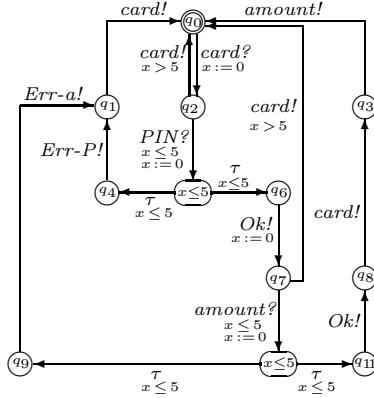 card!
q0
amount!
card!
x > 5
card?
x := 0
Err-a!
q1
q2
card!
x > 5
q3
PIN?
x ≤ 5
x := 0
Err-P!
τ
x ≤ 5
q4
x ≤ 5
q6
τ
x ≤ 5
Ok!
x := 0
card!
q7
q8
amount?
x ≤ 5
x := 0
Ok!
q9
x ≤ 5
q11
τ
x ≤ 5
τ
x ≤ 5